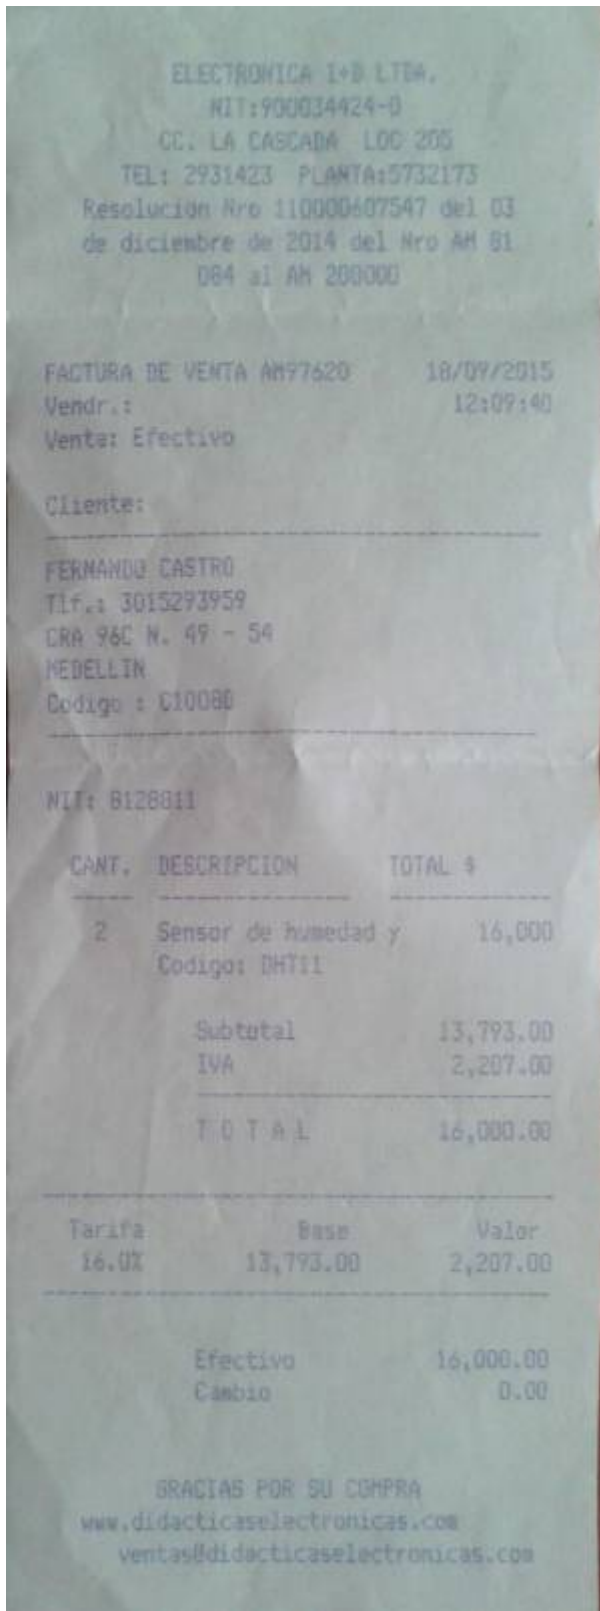 ELECTRONICA I+D LTDA.
NIT:900034424-0
CC. LA CASCADA LOC 205
TEL: 2931423 PLANTA:5732173
Resolucion Nro 110000607547 del 03
de diciembre de 2014 del Nro AM 81
084 al AM 200000
FACTURA DE VENTA AM97620 18/09/2015
Vendr.: 12:09:40
Venta: Efectivo
Cliente:
FERNANDO CASTRO
Tlf.: 3015293959
CRA 96C N. 49 - 54
MEDELLIN
Codigo : C10080
NIT: 8128811
CANT. DESCRIPCION TOTAL $
2 Sensor de humedad y 16,000
Codigo: DHT11
Subtotal 13,793.00
IVA 2,207.00
T O T A L 16,000.00
Tarifa Base Valor
16.0% 13,793.00 2,207.00
Efectivo 16,000.00
Cambio 0.00
GRACIAS POR SU COMPRA
www.didacticaselectronicas.com
ventas@didacticaselectronicas.com